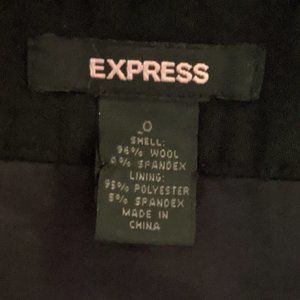 EXPRESS
0
SHELL:
96% WOOL
4% SPANDEX
LINING:
95% POLYESTER
5% SPANDEX
MADE IN
CHINA